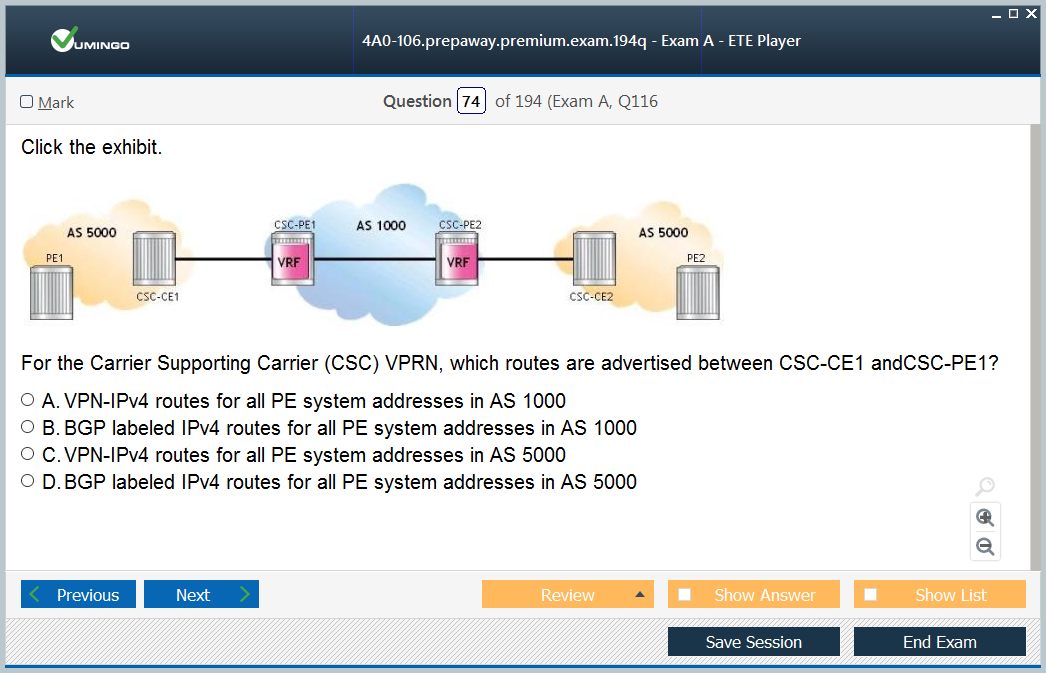 VUMINGO
4A0-106.prepaway.premium.exam.194q - Exam A - ETE Player
Mark
Question 74 of 194 (Exam A, Q116
Click the exhibit.
AS 5000
PE1
CSC-CE1
CSC-PE1
VRF
AS 1000
CSC-PE2
VRF
AS 5000
CSC-CE2
PE2
For the Carrier Supporting Carrier (CSC) VPRN, which routes are advertised between CSC-CE1 andCSC-PE1?
A. VPN-IPv4 routes for all PE system addresses in AS 1000
B. BGP labeled IPv4 routes for all PE system addresses in AS 1000
C. VPN-IPv4 routes for all PE system addresses in AS 5000
D. BGP labeled IPv4 routes for all PE system addresses in AS 5000
Previous
Next
Review
Show Answer
Show List
Save Session
End Exam